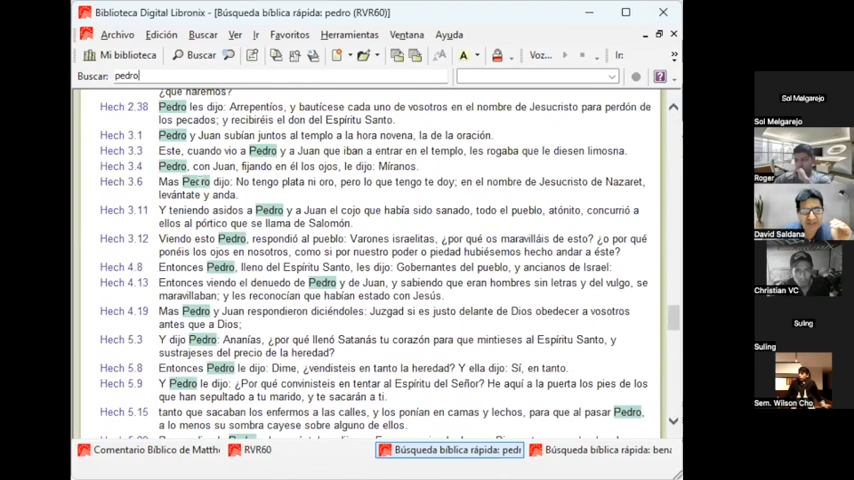 Biblioteca Digital Libronix - [Búsqueda bíblica rápida: pedro (RVR60)]
Archivo Edición Buscar Ver Ir Favoritos Herramientas Ventana Ayuda
Mi biblioteca Buscar Voz... Ir:
Buscar: pedro
¿qué haremos?
Hech 2.38 Pedro les dijo: Arrepentíos, y bautícese cada uno de vosotros en el nombre de Jesucristo para perdón de
los pecados; y recibiréis el don del Espíritu Santo.
Hech 3.1 Pedro y Juan subían juntos al templo a la hora novena, la de la oración.
Hech 3.3 Este, cuando vio a Pedro y a Juan que iban a entrar en el templo, les rogaba que le diesen limosna.
Hech 3.4 Pedro, con Juan, fijando en él los ojos, le dijo: Míranos.
Hech 3.6 Mas Pedro dijo: No tengo plata ni oro, pero lo que tengo te doy; en el nombre de Jesucristo de Nazaret,
levántate y anda.
Hech 3.11 Y teniendo asidos a Pedro y a Juan el cojo que había sido sanado, todo el pueblo, atónito, concurrió a
ellos al pórtico que se llama de Salomón.
Hech 3.12 Viendo esto Pedro, respondió al pueblo: Varones israelitas, ¿por qué os maravilláis de esto? ¿o por qué
ponéis los ojos en nosotros, como si por nuestro poder o piedad hubiésemos hecho andar a éste?
Hech 4.8 Entonces Pedro, lleno del Espíritu Santo, les dijo: Gobernantes del pueblo, y ancianos de Israel:
Hech 4.13 Entonces viendo el denuedo de Pedro y de Juan, y sabiendo que eran hombres sin letras y del vulgo, se
maravillaban; y les reconocían que habían estado con Jesús.
Hech 4.19 Mas Pedro y Juan respondieron diciéndoles: Juzgad si es justo delante de Dios obedecer a vosotros
antes que a Dios;
Hech 5.3 Y dijo Pedro: Ananías, ¿por qué llenó Satanás tu corazón para que mintieses al Espíritu Santo, y
sustrajeses del precio de la heredad?
Hech 5.8 Entonces Pedro le dijo: Dime, ¿vendisteis en tanto la heredad? Y ella dijo: Sí, en tanto.
Hech 5.9 Y Pedro le dijo: ¿Por qué convinisteis en tentar al Espíritu del Señor? He aquí a la puerta los pies de los
que han sepultado a tu marido, y te sacarán a ti.
Hech 5.15 tanto que sacaban los enfermos a las calles, y los ponían en camas y lechos, para que al pasar Pedro,
a lo menos su sombra cayese sobre alguno de ellos.
Comentario Bíblico de Matthe RVR60 Búsqueda bíblica rápida: pedr Búsqueda bíblica rápida: bena
Sol Melgarejo
Sol Melgarejo
Roger
David Saldana
Christian VC
Suling
Suling
Sem. Wilson Cho